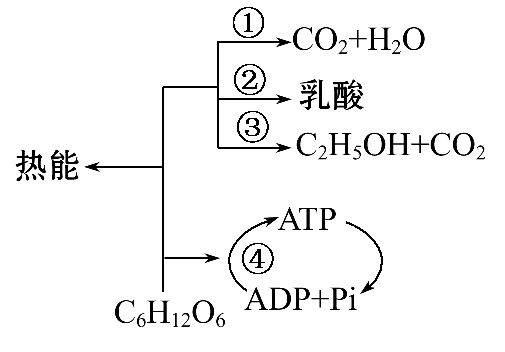 ① CO₂+H₂O
② 乳酸
③ C₂H₅OH+CO₂
热能
ATP
④
ADP+Pi
C₆H₁₂O₆